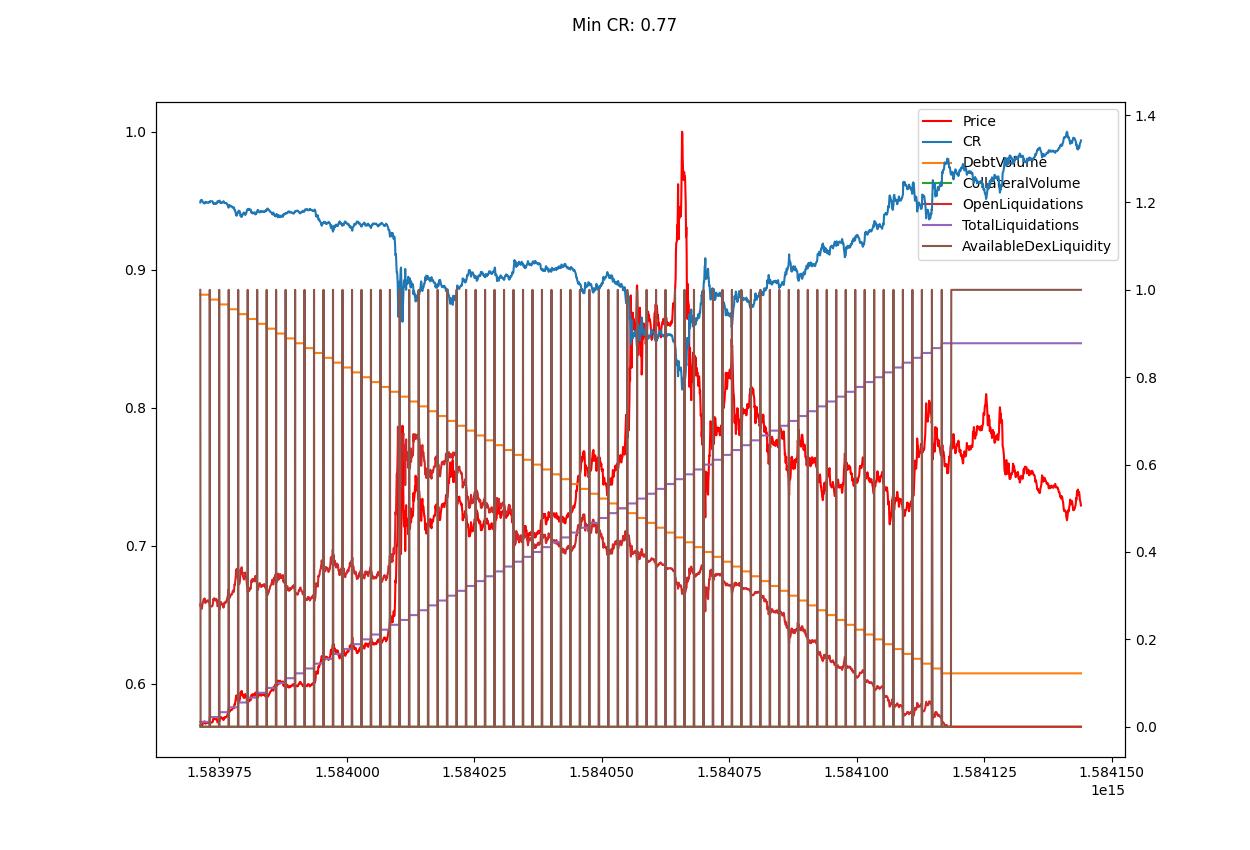 Min CR: 0.77
1.0
0.9
0.8
0.7
0.6
1.4
1.2
1.0
0.8
0.6
0.4
0.2
0.0
Price
CR
DebtVolume
CollateralVolume
OpenLiquidations
TotalLiquidations
AvailableDexLiquidity
1.583975 1.584000 1.584025 1.584050 1.584075 1.584100 1.584125 1.584150
1e15